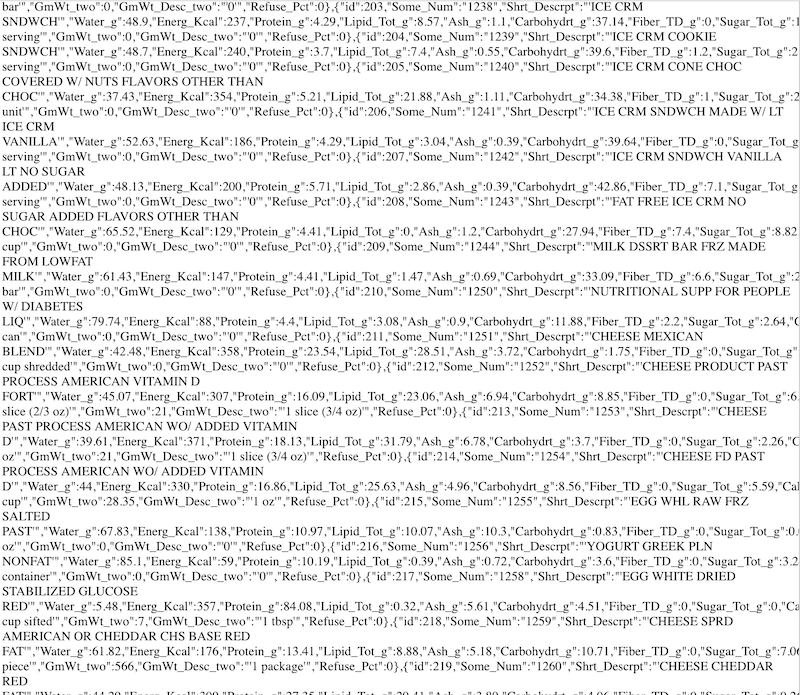 bar'","GmWt_two":0,"GmWt_Desc_two":"'0'","Refuse_Pct":0},{"id":203,"Some_Num":"1238","Shrt_Descrpt":"'ICE CRM
SNDWCH'","Water_g":48.9,"Energ_Kcal":237,"Protein_g":4.29,"Lipid_Tot_g":8.57,"Ash_g":1.1,"Carbohydrt_g":37.14,"Fiber_TD_g":0,"Sugar_Tot_g":1
serving'","GmWt_two":0,"GmWt_Desc_two":"'0'","Refuse_Pct":0},{"id":204,"Some_Num":"1239","Shrt_Descrpt":"'ICE CRM COOKIE
SNDWCH'","Water_g":48.7,"Energ_Kcal":240,"Protein_g":3.7,"Lipid_Tot_g":7.4,"Ash_g":0.55,"Carbohydrt_g":39.6,"Fiber_TD_g":1.2,"Sugar_Tot_g":2
serving'","GmWt_two":0,"GmWt_Desc_two":"'0'","Refuse_Pct":0},{"id":205,"Some_Num":"1240","Shrt_Descrpt":"'ICE CRM CONE CHOC
COVERED W/ NUTS FLAVORS OTHER THAN
CHOC'","Water_g":37.43,"Energ_Kcal":354,"Protein_g":5.21,"Lipid_Tot_g":21.88,"Ash_g":1.11,"Carbohydrt_g":34.38,"Fiber_TD_g":1,"Sugar_Tot_g":2
unit'","GmWt_two":0,"GmWt_Desc_two":"'0'","Refuse_Pct":0},{"id":206,"Some_Num":"1241","Shrt_Descrpt":"'ICE CRM SNDWCH MADE W/ LT
ICE CRM
VANILLA'","Water_g":52.63,"Energ_Kcal":186,"Protein_g":4.29,"Lipid_Tot_g":3.04,"Ash_g":0.39,"Carbohydrt_g":39.64,"Fiber_TD_g":0,"Sugar_Tot_g":
serving'","GmWt_two":0,"GmWt_Desc_two":"'0'","Refuse_Pct":0},{"id":207,"Some_Num":"1242","Shrt_Descrpt":"'ICE CRM SNDWCH VANILLA
LT NO SUGAR
ADDED'","Water_g":48.13,"Energ_Kcal":200,"Protein_g":5.71,"Lipid_Tot_g":2.86,"Ash_g":0.39,"Carbohydrt_g":42.86,"Fiber_TD_g":7.1,"Sugar_Tot_g":
serving'","GmWt_two":0,"GmWt_Desc_two":"'0'","Refuse_Pct":0},{"id":208,"Some_Num":"1243","Shrt_Descrpt":"'FAT FREE ICE CRM NO
SUGAR ADDED FLAVORS OTHER THAN
CHOC'","Water_g":65.52,"Energ_Kcal":129,"Protein_g":4.41,"Lipid_Tot_g":0,"Ash_g":1.2,"Carbohydrt_g":27.94,"Fiber_TD_g":7.4,"Sugar_Tot_g":8.82
cup'","GmWt_two":0,"GmWt_Desc_two":"'0'","Refuse_Pct":0},{"id":209,"Some_Num":"1244","Shrt_Descrpt":"'MILK DSSRT BAR FRZ MADE
FROM LOWFAT
MILK'","Water_g":61.43,"Energ_Kcal":147,"Protein_g":4.41,"Lipid_Tot_g":1.47,"Ash_g":0.69,"Carbohydrt_g":33.09,"Fiber_TD_g":6.6,"Sugar_Tot_g":2
bar'","GmWt_two":0,"GmWt_Desc_two":"'0'","Refuse_Pct":0},{"id":210,"Some_Num":"1250","Shrt_Descrpt":"'NUTRITIONAL SUPP FOR PEOPLE
W/ DIABETES
LIQ'","Water_g":79.74,"Energ_Kcal":88,"Protein_g":4.4,"Lipid_Tot_g":3.08,"Ash_g":0.9,"Carbohydrt_g":11.88,"Fiber_TD_g":2.2,"Sugar_Tot_g":2.64,"C
can'","GmWt_two":0,"GmWt_Desc_two":"'0'","Refuse_Pct":0},{"id":211,"Some_Num":"1251","Shrt_Descrpt":"'CHEESE MEXICAN
BLEND'","Water_g":42.48,"Energ_Kcal":358,"Protein_g":23.54,"Lipid_Tot_g":28.51,"Ash_g":3.72,"Carbohydrt_g":1.75,"Fiber_TD_g":0,"Sugar_Tot_g"
cup shredded'","GmWt_two":0,"GmWt_Desc_two":"'0'","Refuse_Pct":0},{"id":212,"Some_Num":"1252","Shrt_Descrpt":"'CHEESE PRODUCT PAST
PROCESS AMERICAN VITAMIN D
FORT'","Water_g":45.07,"Energ_Kcal":307,"Protein_g":16.09,"Lipid_Tot_g":23.06,"Ash_g":6.94,"Carbohydrt_g":8.85,"Fiber_TD_g":0,"Sugar_Tot_g":6.
slice (2/3 oz)'","GmWt_two":21,"GmWt_Desc_two":"'1 slice (3/4 oz)'","Refuse_Pct":0},{"id":213,"Some_Num":"1253","Shrt_Descrpt":"'CHEESE
PAST PROCESS AMERICAN WO/ ADDED VITAMIN
D'","Water_g":39.61,"Energ_Kcal":371,"Protein_g":18.13,"Lipid_Tot_g":31.79,"Ash_g":6.78,"Carbohydrt_g":3.7,"Fiber_TD_g":0,"Sugar_Tot_g":2.26,"C
oz'","GmWt_two":21,"GmWt_Desc_two":"'1 slice (3/4 oz)'","Refuse_Pct":0},{"id":214,"Some_Num":"1254","Shrt_Descrpt":"'CHEESE FD PAST
PROCESS AMERICAN WO/ ADDED VITAMIN
D'","Water_g":44,"Energ_Kcal":330,"Protein_g":16.86,"Lipid_Tot_g":25.63,"Ash_g":4.96,"Carbohydrt_g":8.56,"Fiber_TD_g":0,"Sugar_Tot_g":5.59,"Cal
cup'","GmWt_two":28.35,"GmWt_Desc_two":"'1 oz'","Refuse_Pct":0},{"id":215,"Some_Num":"1255","Shrt_Descrpt":"'EGG WHL RAW FRZ
SALTED
PAST'","Water_g":67.83,"Energ_Kcal":138,"Protein_g":10.97,"Lipid_Tot_g":10.07,"Ash_g":10.3,"Carbohydrt_g":0.83,"Fiber_TD_g":0,"Sugar_Tot_g":0.
oz'","GmWt_two":0,"GmWt_Desc_two":"'0'","Refuse_Pct":0},{"id":216,"Some_Num":"1256","Shrt_Descrpt":"'YOGURT GREEK PLN
NONFAT'","Water_g":85.1,"Energ_Kcal":59,"Protein_g":10.19,"Lipid_Tot_g":0.39,"Ash_g":0.72,"Carbohydrt_g":3.6,"Fiber_TD_g":0,"Sugar_Tot_g":3.2
container'","GmWt_two":0,"GmWt_Desc_two":"'0'","Refuse_Pct":0},{"id":217,"Some_Num":"1258","Shrt_Descrpt":"'EGG WHITE DRIED
STABILIZED GLUCOSE
RED'","Water_g":5.48,"Energ_Kcal":357,"Protein_g":84.08,"Lipid_Tot_g":0.32,"Ash_g":5.61,"Carbohydrt_g":4.51,"Fiber_TD_g":0,"Sugar_Tot_g":0,"Ca
cup sifted'","GmWt_two":7,"GmWt_Desc_two":"'1 tbsp'","Refuse_Pct":0},{"id":218,"Some_Num":"1259","Shrt_Descrpt":"'CHEESE SPRD
AMERICAN OR CHEDDAR CHS BASE RED
FAT'","Water_g":61.82,"Energ_Kcal":176,"Protein_g":13.41,"Lipid_Tot_g":8.88,"Ash_g":5.18,"Carbohydrt_g":10.71,"Fiber_TD_g":0,"Sugar_Tot_g":7.06
piece'","GmWt_two":566,"GmWt_Desc_two":"'1 package'","Refuse_Pct":0},{"id":219,"Some_Num":"1260","Shrt_Descrpt":"'CHEESE CHEDDAR
RED